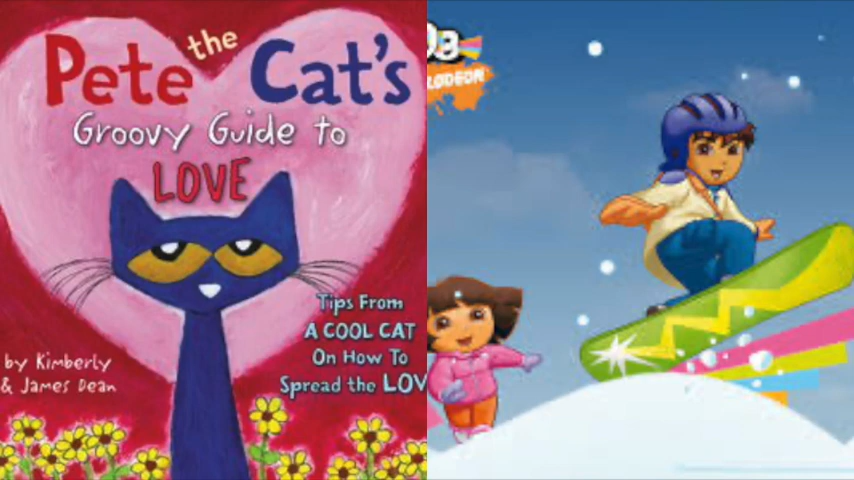 the
Pete Cat's
Groovy Guide to
LOVE
Tips From
A COOL CAT
On How To
Spread the LOV
by Kimberly
& James Dean